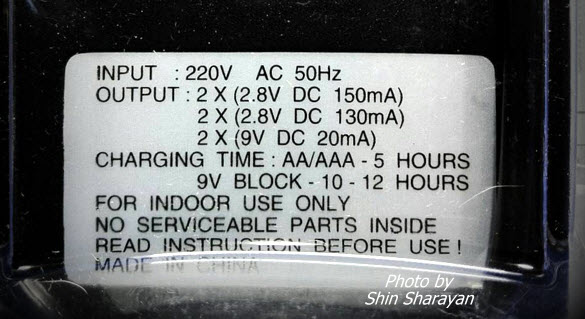 INPUT : 220V AC 50Hz
OUTPUT : 2 X (2.8V DC 150mA)
2 X (2.8V DC 130mA)
2 X (9V DC 20mA)
CHARGING TIME : AA/AAA - 5 HOURS
9V BLOCK - 10 - 12 HOURS
FOR INDOOR USE ONLY
NO SERVICEABLE PARTS INSIDE
READ INSTRUCTION BEFORE USE !
MADE IN CHINA
Photo by
Shin Sharayan